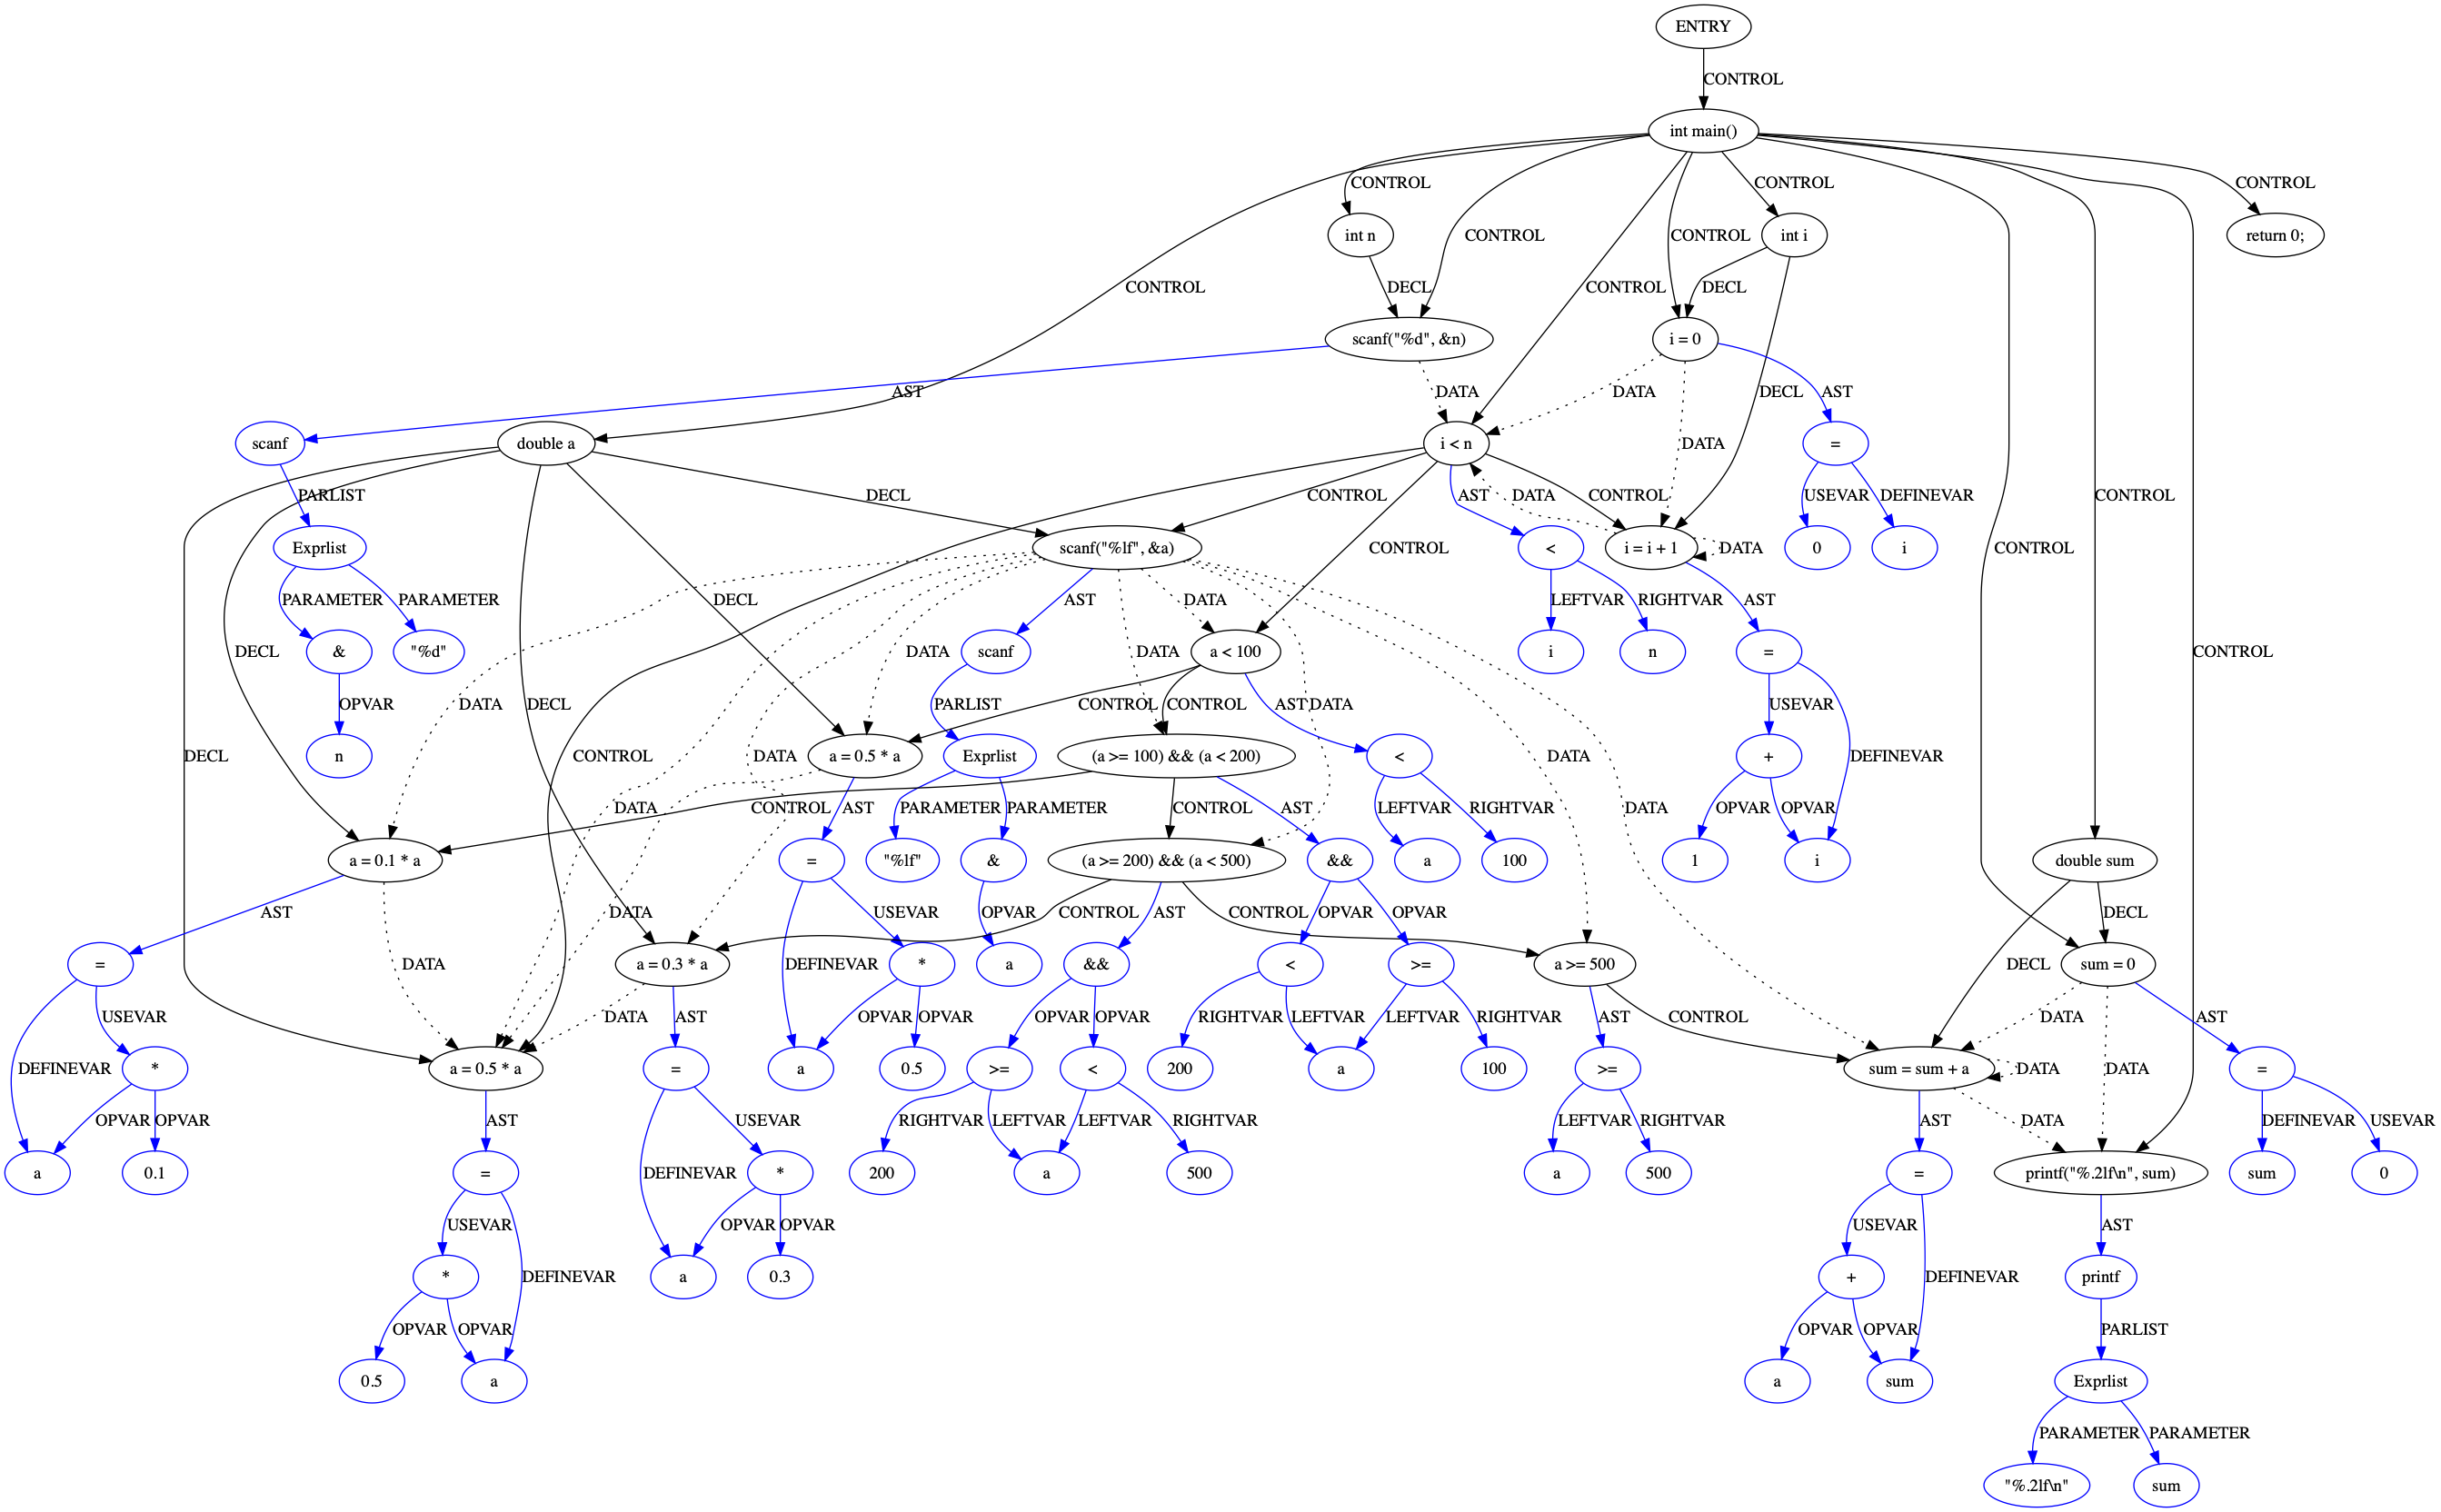 ENTRY
CONTROL
int main()
CONTROL
CONTROL
CONTROL
int n
int i
return 0;
CONTROL
CONTROL
CONTROL
CONTROL
DECL
CONTROL
DECL
scanf("%d", &n)
i = 0
AST
DATA
DATA
DECL
AST
scanf
double a
i < n
=
PARLIST
DECL
CONTROL
AST
DATA
CONTROL
DATA
USEVAR
DEFINEVAR
CONTROL
Exprlist
scanf("%lf", &a)
<
i = i + 1
DATA
0
i
CONTROL
CONTROL
PARAMETER
PARAMETER
DECL
AST
DATA
LEFTVAR
RIGHTVAR
AST
&
"%d"
DECL
DATA
DATA
scanf
a < 100
i
n
=
CONTROL
OPVAR
DATA
DECL
PARLIST
CONTROL
CONTROL
AST
DATA
USEVAR
n
DECL
CONTROL
DATA
a = 0.5 * a
Exprlist
(a >= 100) && (a < 200)
DATA
<
+
DEFINEVAR
DATA
CONTROL
AST
PARAMETER
PARAMETER
CONTROL
AST
LEFTVAR
RIGHTVAR
DATA
OPVAR
OPVAR
a = 0.1 * a
=
"%lf"
&
(a >= 200) && (a < 500)
&&
a
100
1
i
double sum
AST
DATA
USEVAR
OPVAR
CONTROL
AST
CONTROL
OPVAR
OPVAR
DECL
=
DATA
a = 0.3 * a
DEFINEVAR
*
a
&&
<
>=
a >= 500
DECL
sum = 0
USEVAR
DATA
AST
OPVAR
OPVAR
OPVAR
OPVAR
RIGHTVAR
LEFTVAR
LEFTVAR
RIGHTVAR
AST
CONTROL
DATA
AST
DEFINEVAR
*
a = 0.5 * a
=
a
0.5
>=
<
200
a
100
>=
sum = sum + a
DATA
DATA
=
OPVAR
OPVAR
AST
USEVAR
RIGHTVAR
LEFTVAR
LEFTVAR
RIGHTVAR
LEFTVAR
RIGHTVAR
AST
DATA
DEFINEVAR
USEVAR
a
0.1
=
DEFINEVAR
*
200
a
500
a
500
=
printf("%.2lf\n", sum)
sum
0
USEVAR
OPVAR
OPVAR
USEVAR
AST
*
DEFINEVAR
a
0.3
+
DEFINEVAR
printf
OPVAR
OPVAR
OPVAR
OPVAR
PARLIST
0.5
a
a
sum
Exprlist
PARAMETER
PARAMETER
"%.2lf\n"
sum